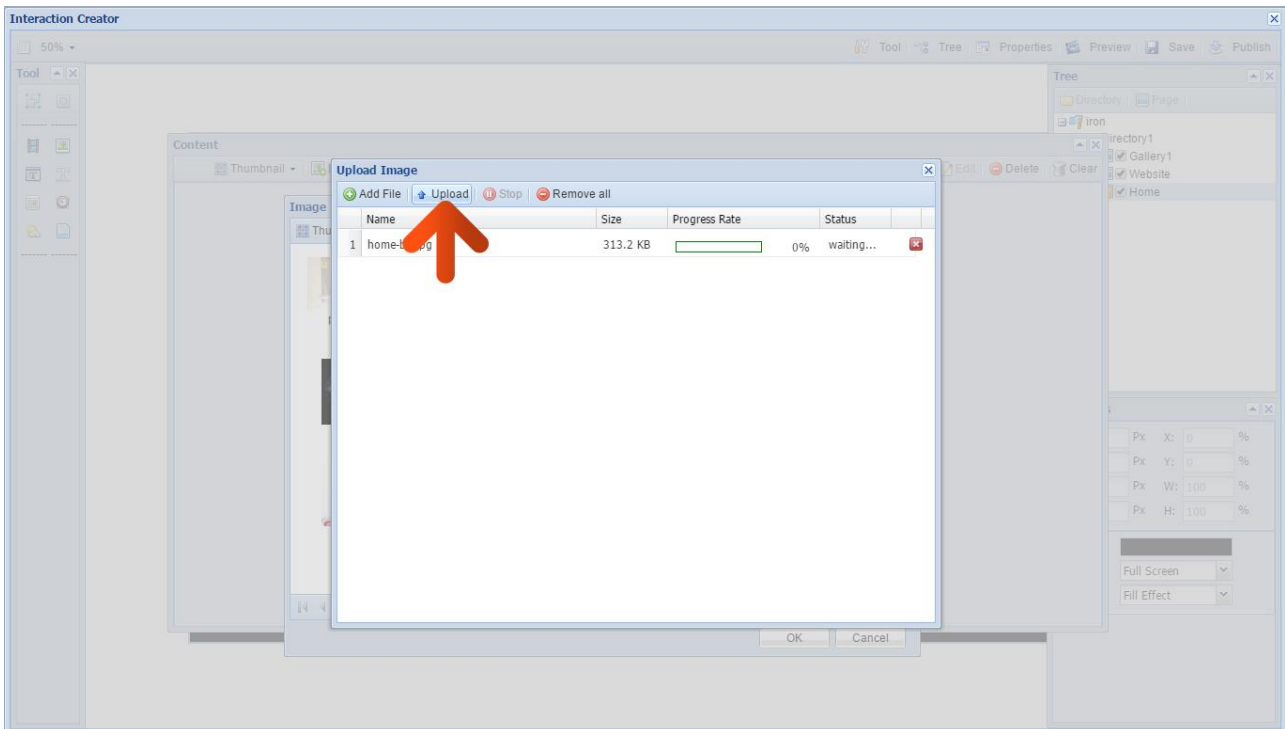 Interaction Creator
50%
Tool Tree Properties Preview Save Publish
Tool
Tree
Directory Page
iron
irectory1
Gallery1
Website
Home
Content
Thumbnail
Edit Delete Clear
Upload Image
Add File Upload Stop Remove all
Name Size Progress Rate Status
1 313.2 KB 0% waiting...
Image
Thu
Px X: 0 %
Px Y: 0 %
Px W: 100 %
Px H: 100 %
Full Screen
Fill Effect
OK Cancel